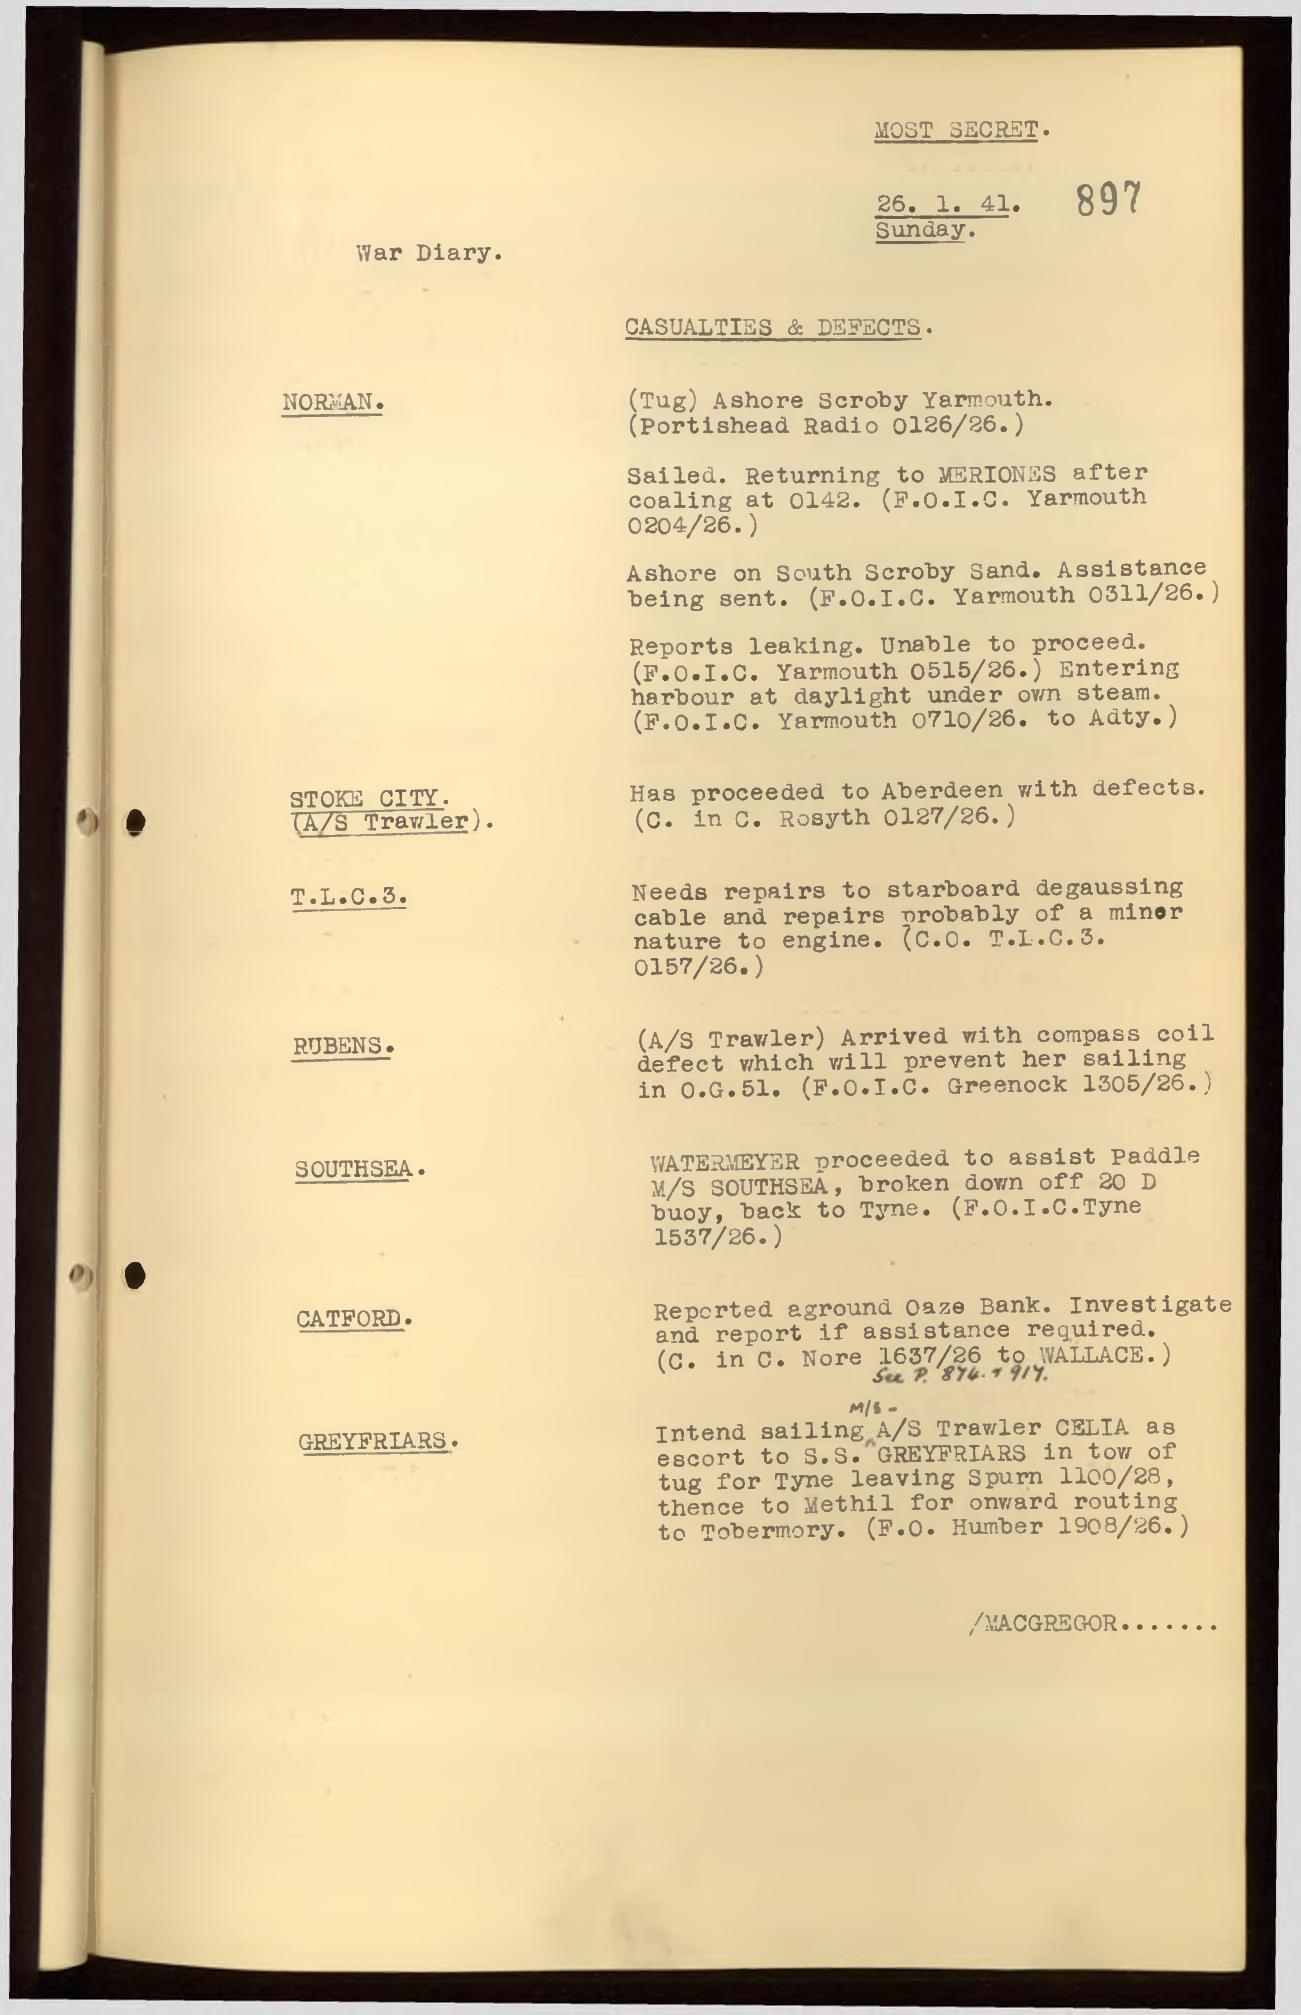 MOST SECRET.
26. 1. 41.
897
Sunday.
War Diary.
CASUALTIES & DEFECTS.
NORMAN.
(Tug) Ashore Scroby Yarmouth.
(Portishead Radio 0126/26.)
Sailed. Returning to MERIONES after
coaling at 0142. (F.O.I.C. Yarmouth
0204/26.)
Ashore on South Scroby Sand. Assistance
being sent. (F.O.I.C. Yarmouth 0311/26.)
Reports leaking. Unable to proceed.
(F.O.I.C. Yarmouth 0515/26.) Entering
harbour at daylight under own steam.
(F.O.I.C. Yarmouth 0710/26. to Adty.)
STOKE CITY.
(A/S Trawler).
Has proceeded to Aberdeen with defects.
(C. in C. Rosyth 0127/26.)
T.L.C.3.
Needs repairs to starboard degaussing
cable and repairs probably of a minor
nature to engine. (C.O. T.L.C.3.
0157/26.)
RUBENS.
(A/S Trawler) Arrived with compass coil
defect which will prevent her sailing
in O.G.51. (F.O.I.C. Greenock 1305/26.)
SOUTHSEA.
WATERMEYER proceeded to assist Paddle
M/S SOUTHSEA, broken down off 20 D
buoy, back to Tyne. (F.O.I.C.Tyne
1537/26.)
CATFORD.
Reported aground Oaze Bank. Investigate
and report if assistance required.
(C. in C. Nore 1637/26 to WALLACE.)
See P. 874. + 917.
M/S -
GREYFRIARS.
Intend sailing A/S Trawler CELIA as
escort to S.S. GREYFRIARS in tow of
tug for Tyne leaving Spurn 1100/28,
thence to Methil for onward routing
to Tobermory. (F.O. Humber 1908/26.)
/MACGREGOR.......